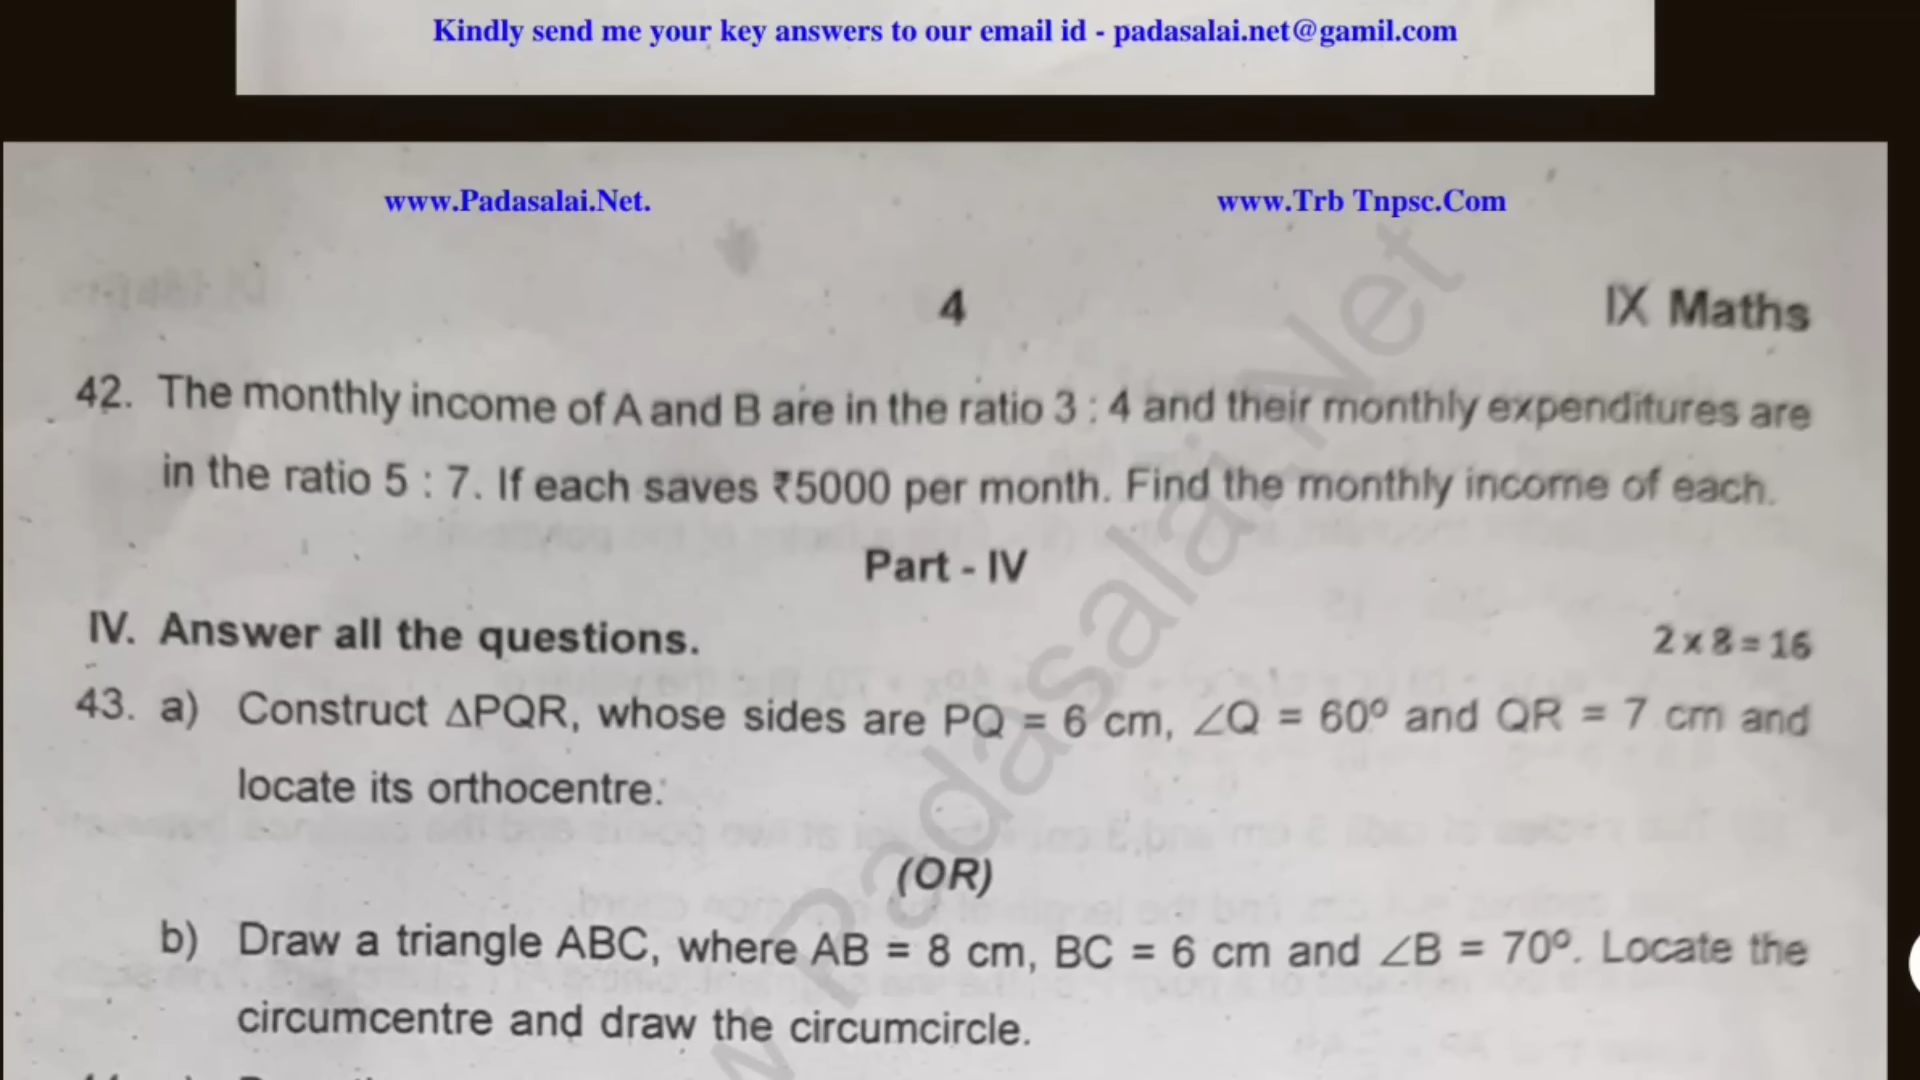 Kindly send me your key answers to our email id - padasalai.net@gamil.com
www.Padasalai.Net.
www.Trb Tnpsc.Com
4
IX Maths
42. The monthly income of A and B are in the ratio 3 : 4 and their monthly expenditures are
in the ratio 5 : 7. If each saves ₹5000 per month. Find the monthly income of each.
Part - IV
IV. Answer all the questions.
2 x 8 = 16
43. a) Construct ΔPQR, whose sides are PQ = 6 cm, ∠Q = 60º and QR = 7 cm and
locate its orthocentre.
(OR)
b) Draw a triangle ABC, where AB = 8 cm, BC = 6 cm and ∠B = 70º. Locate the
circumcentre and draw the circumcircle.
w Padasalai.Net